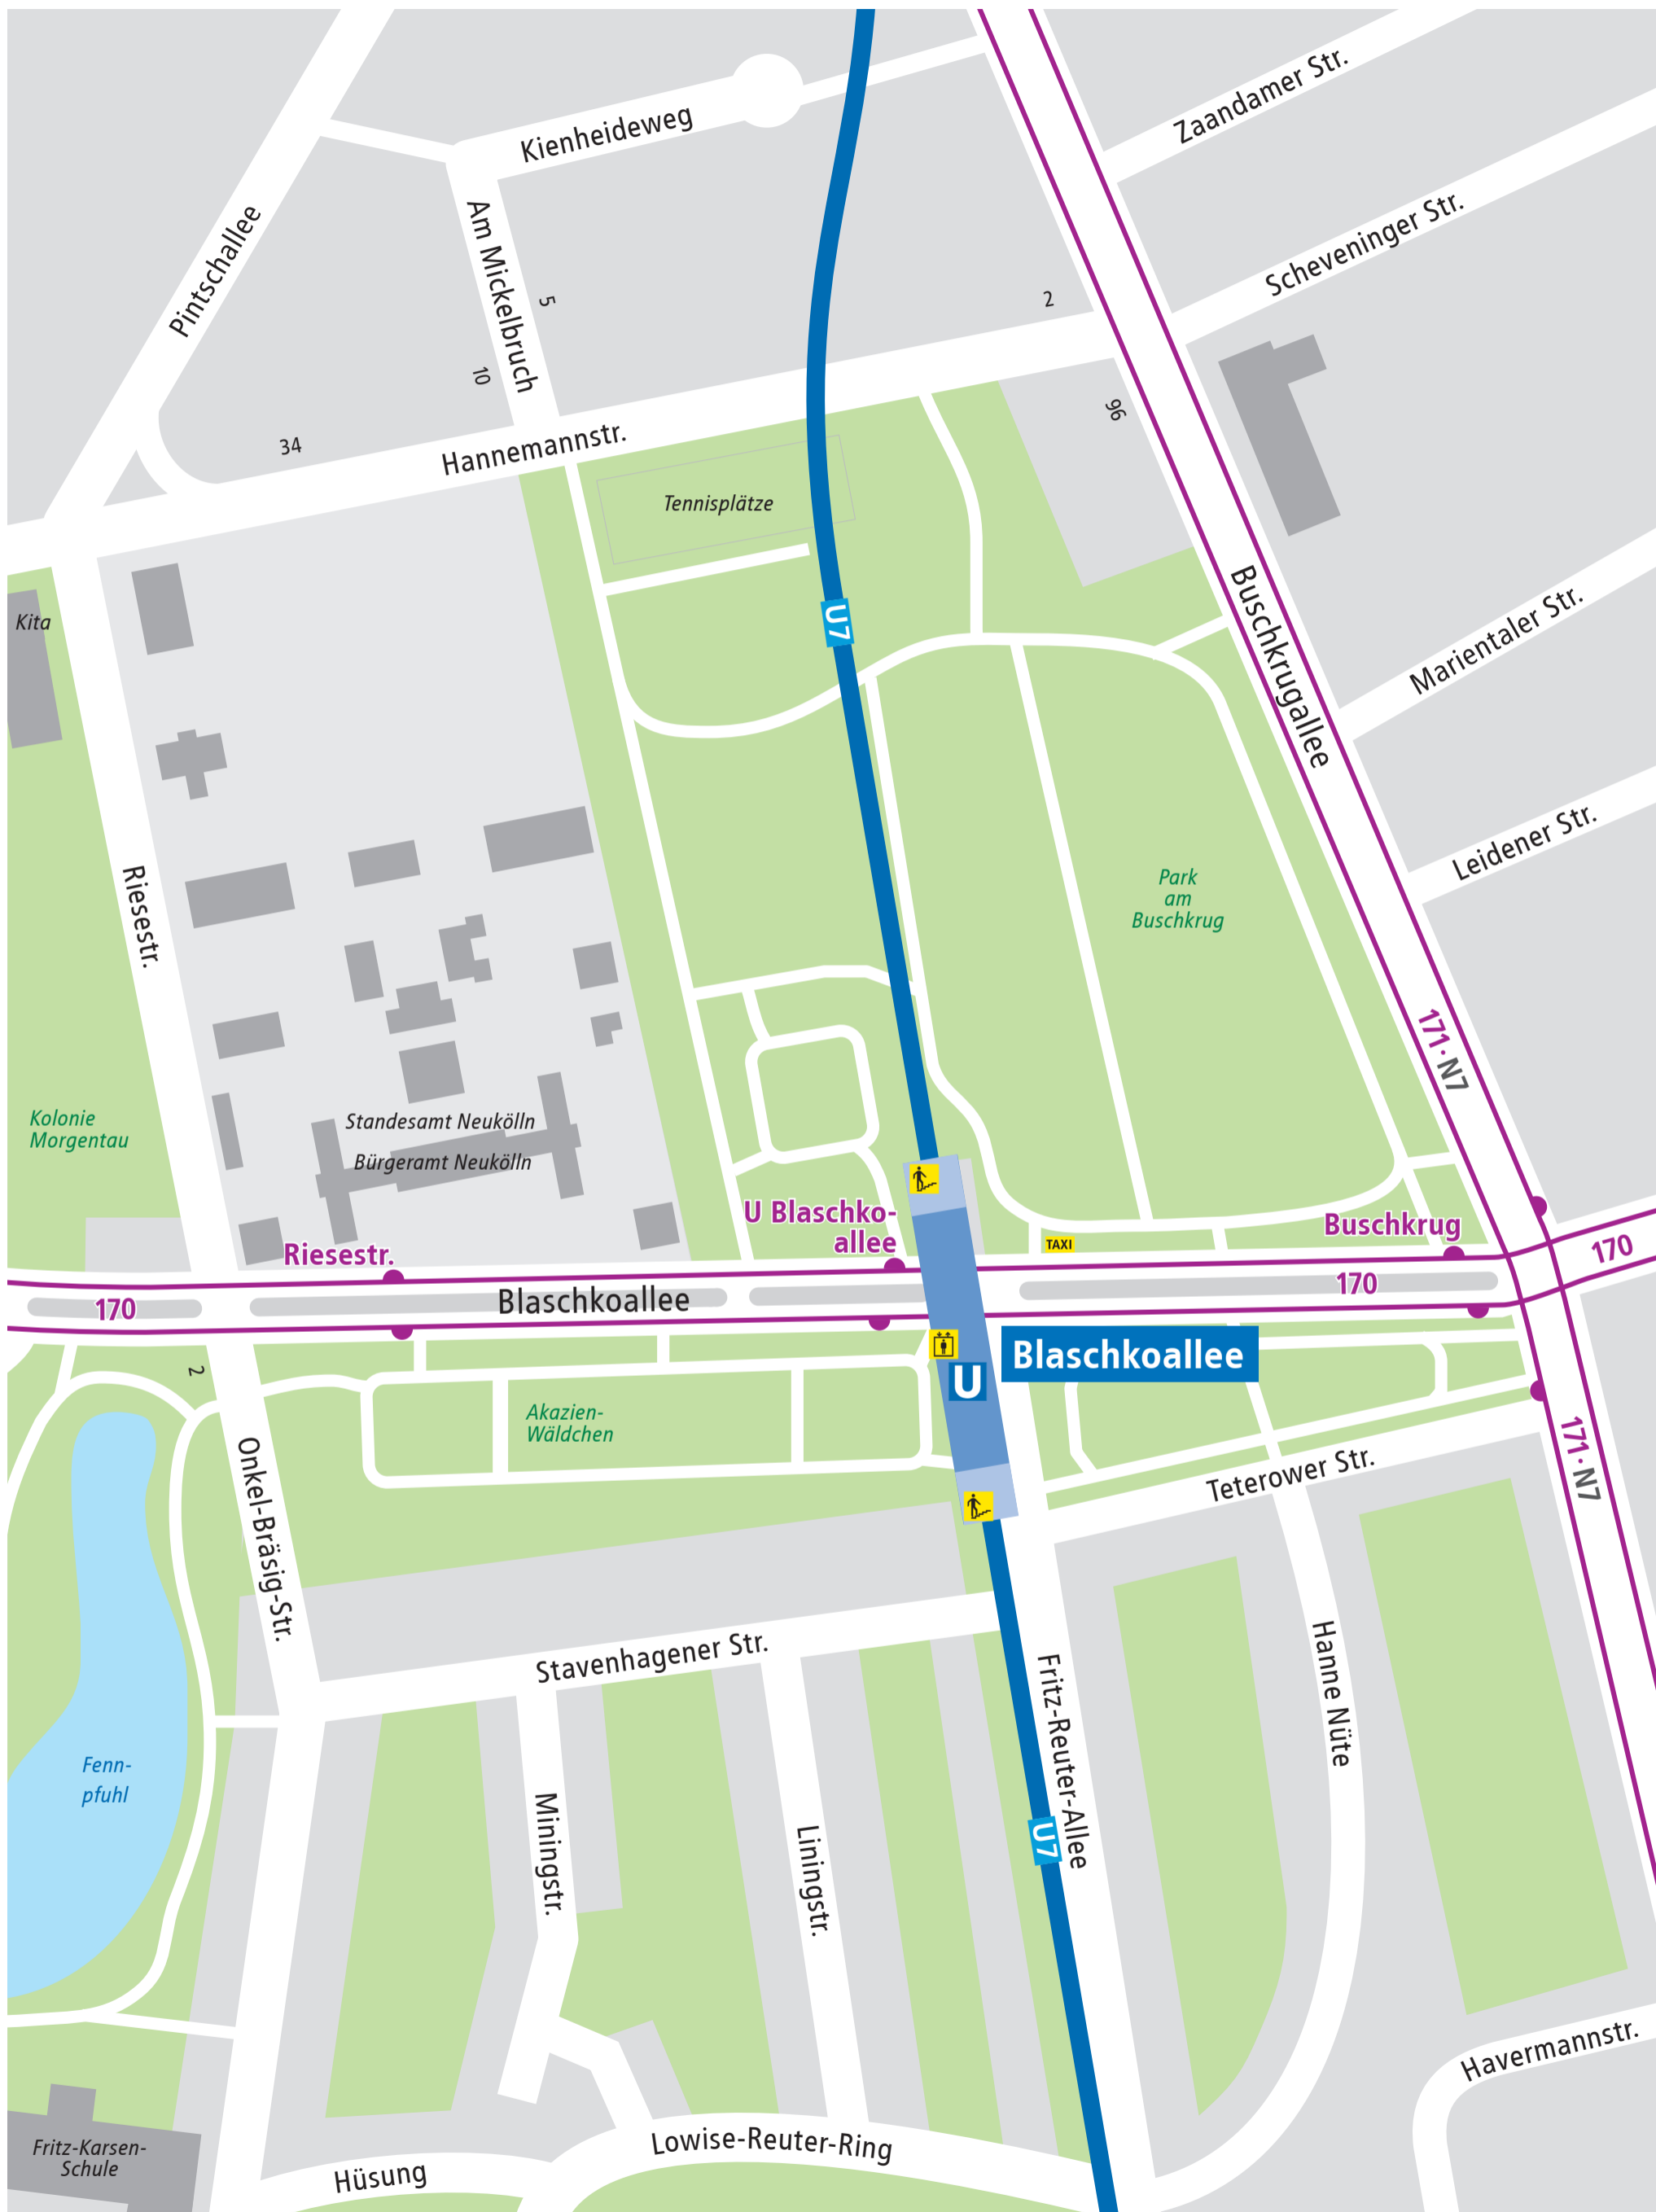 Zaandamer Str.
Kienheideweg
Scheveninger Str.
Pintschallee
Am Mickelbruch
5
2
10
96
34
Hannemannstr.
Tennisplätze
Kita
U7
Buschkrugallee
Marientaler Str.
Leidener Str.
Riesestr.
Park
am
Buschkrug
171·N7
Kolonie
Morgentau
Standesamt Neukölln
Bürgeramt Neukölln
U Blaschko-
allee
Buschkrug
TAXI
Riesestr.
170
170
170
Blaschkoallee
U
Blaschkoallee
2
Akazien-
Wäldchen
Onkel-Bräsig-Str.
Teterower Str.
171·N7
Stavenhagener Str.
Hanne Nüte
Fritz-Reuter-Allee
Fenn-
pfuhl
Miningstr.
Liningstr.
U7
Havermannstr.
Fritz-Karsen-
Schule
Lowise-Reuter-Ring
Hüsung